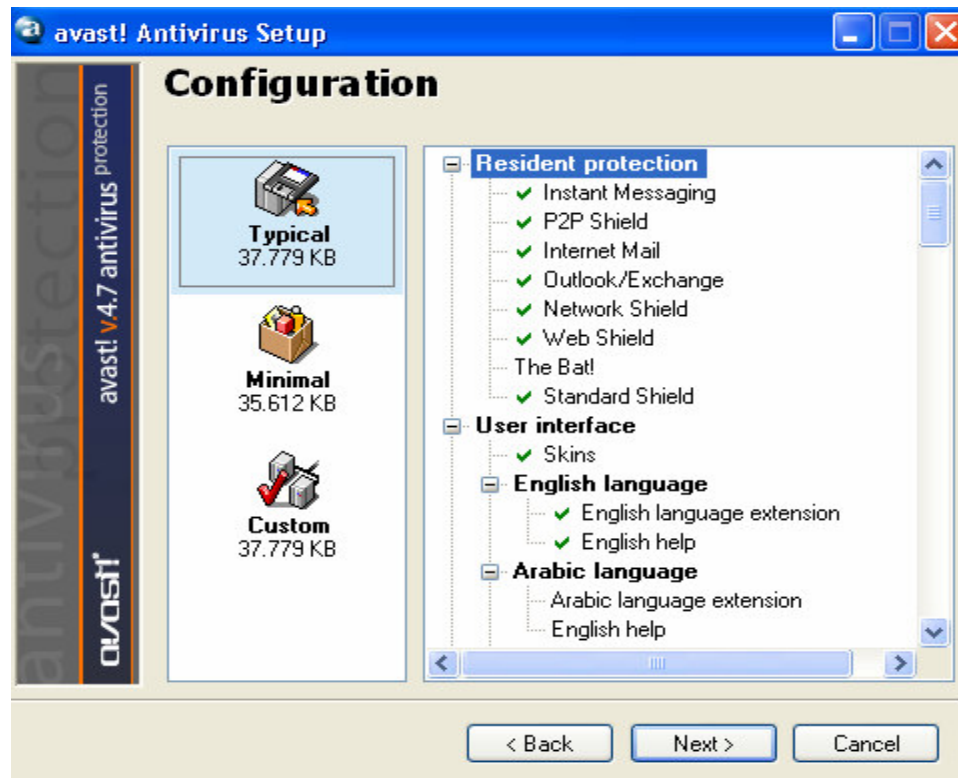 avast! Antivirus Setup
Configuration
antivirus protection
avast! v.4.7 antivirus protection
avast!
Typical
37.779 KB
Minimal
35.612 KB
Custom
37.779 KB
Resident protection
Instant Messaging
P2P Shield
Internet Mail
Outlook/Exchange
Network Shield
Web Shield
The Bat!
Standard Shield
User interface
Skins
English language
English language extension
English help
Arabic language
Arabic language extension
English help
< Back
Next >
Cancel